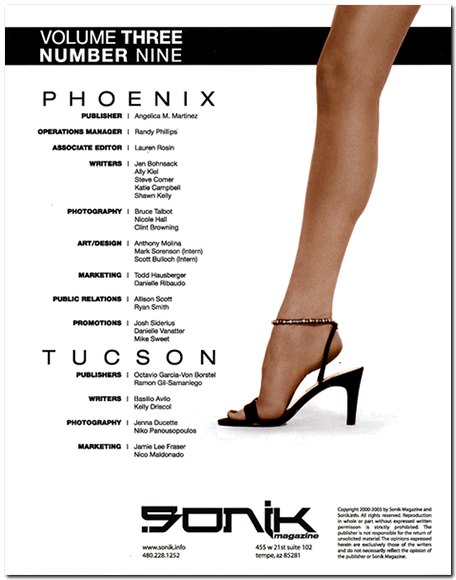 VOLUME THREE
NUMBER NINE
PHOENIX
PUBLISHER | Angelica M. Martinez
OPERATIONS MANAGER | Randy Phillips
ASSOCIATE EDITOR | Lauren Rosin
WRITERS | Jen Bohnsack
Ally Kiel
Steve Comer
Katie Campbell
Shawn Kelly
PHOTOGRAPHY | Bruce Talbot
Nicole Hall
Clint Browning
ART/DESIGN | Anthony Molina
Mark Sorenson (Intern)
Scott Bulloch (Intern)
MARKETING | Todd Hausberger
Danielle Ribaudo
PUBLIC RELATIONS | Allison Scott
Ryan Smith
PROMOTIONS | Josh Siderius
Danielle Vanatter
Mike Sweet
TUCSON
PUBLISHERS | Octavio Garcia-Von Borstel
Ramon Gil-Samaniego
WRITERS | Basilio Avilo
Kelly Driscol
PHOTOGRAPHY | Jenna Ducette
Niko Panousopoulos
MARKETING | Jamie Lee Fraser
Nico Maldonado
SONIK
magazine
www.sonik.info
480.228.1252
455 w 21st suite 102
tempe, az 85281
Copyright 2000-2003 by Sonik Magazine and
Sonik.info. All rights reserved. Reproduction
in whole or part without expressed written
permission is strictly prohibited. The
publisher is not responsible for the return of
unsolicited material. The opinions expressed
herein are exclusively those of the writers
and do not necessarily reflect the opinion of
the publisher or Sonik Magazine.